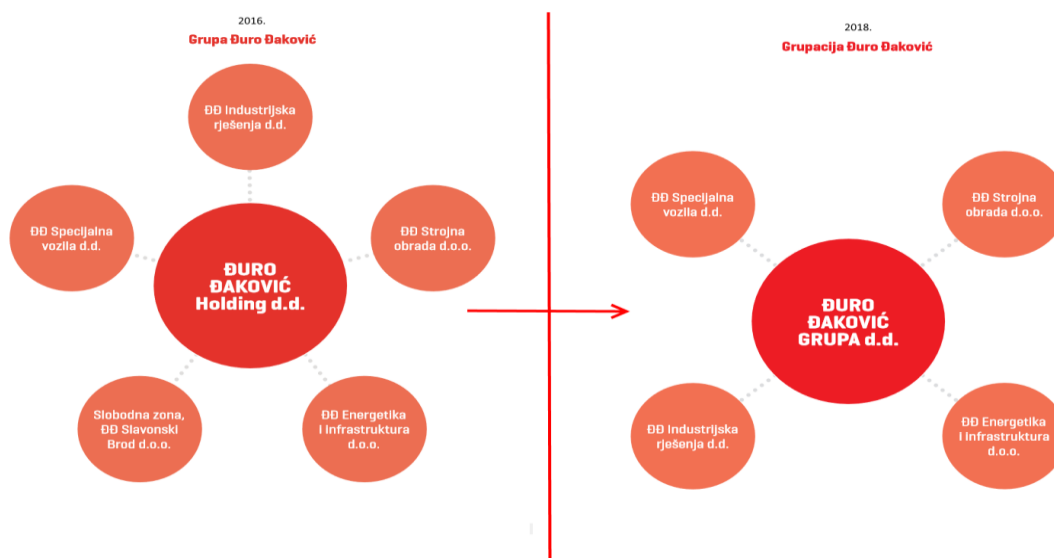 2016.
Grupa Đuro Đaković
ĐĐ Industrijska
rješenja d.d.
ĐĐ Specijalna
vozila d.d.
ĐĐ Strojna
obrada d.o.o.
ĐURO
ĐAKOVIĆ
Holding d.d.
Slobodna zona,
ĐĐ Slavonski
Brod d.o.o.
ĐĐ Energetika
i infrastruktura
d.o.o.
2018.
Grupacija Đuro Đaković
ĐĐ Specijalna
vozila d.d.
ĐĐ Strojna
obrada d.o.o.
ĐURO
ĐAKOVIĆ
GRUPA d.d.
ĐĐ Industrijska
rješenja d.d.
ĐĐ Energetika
i infrastruktura
d.o.o.